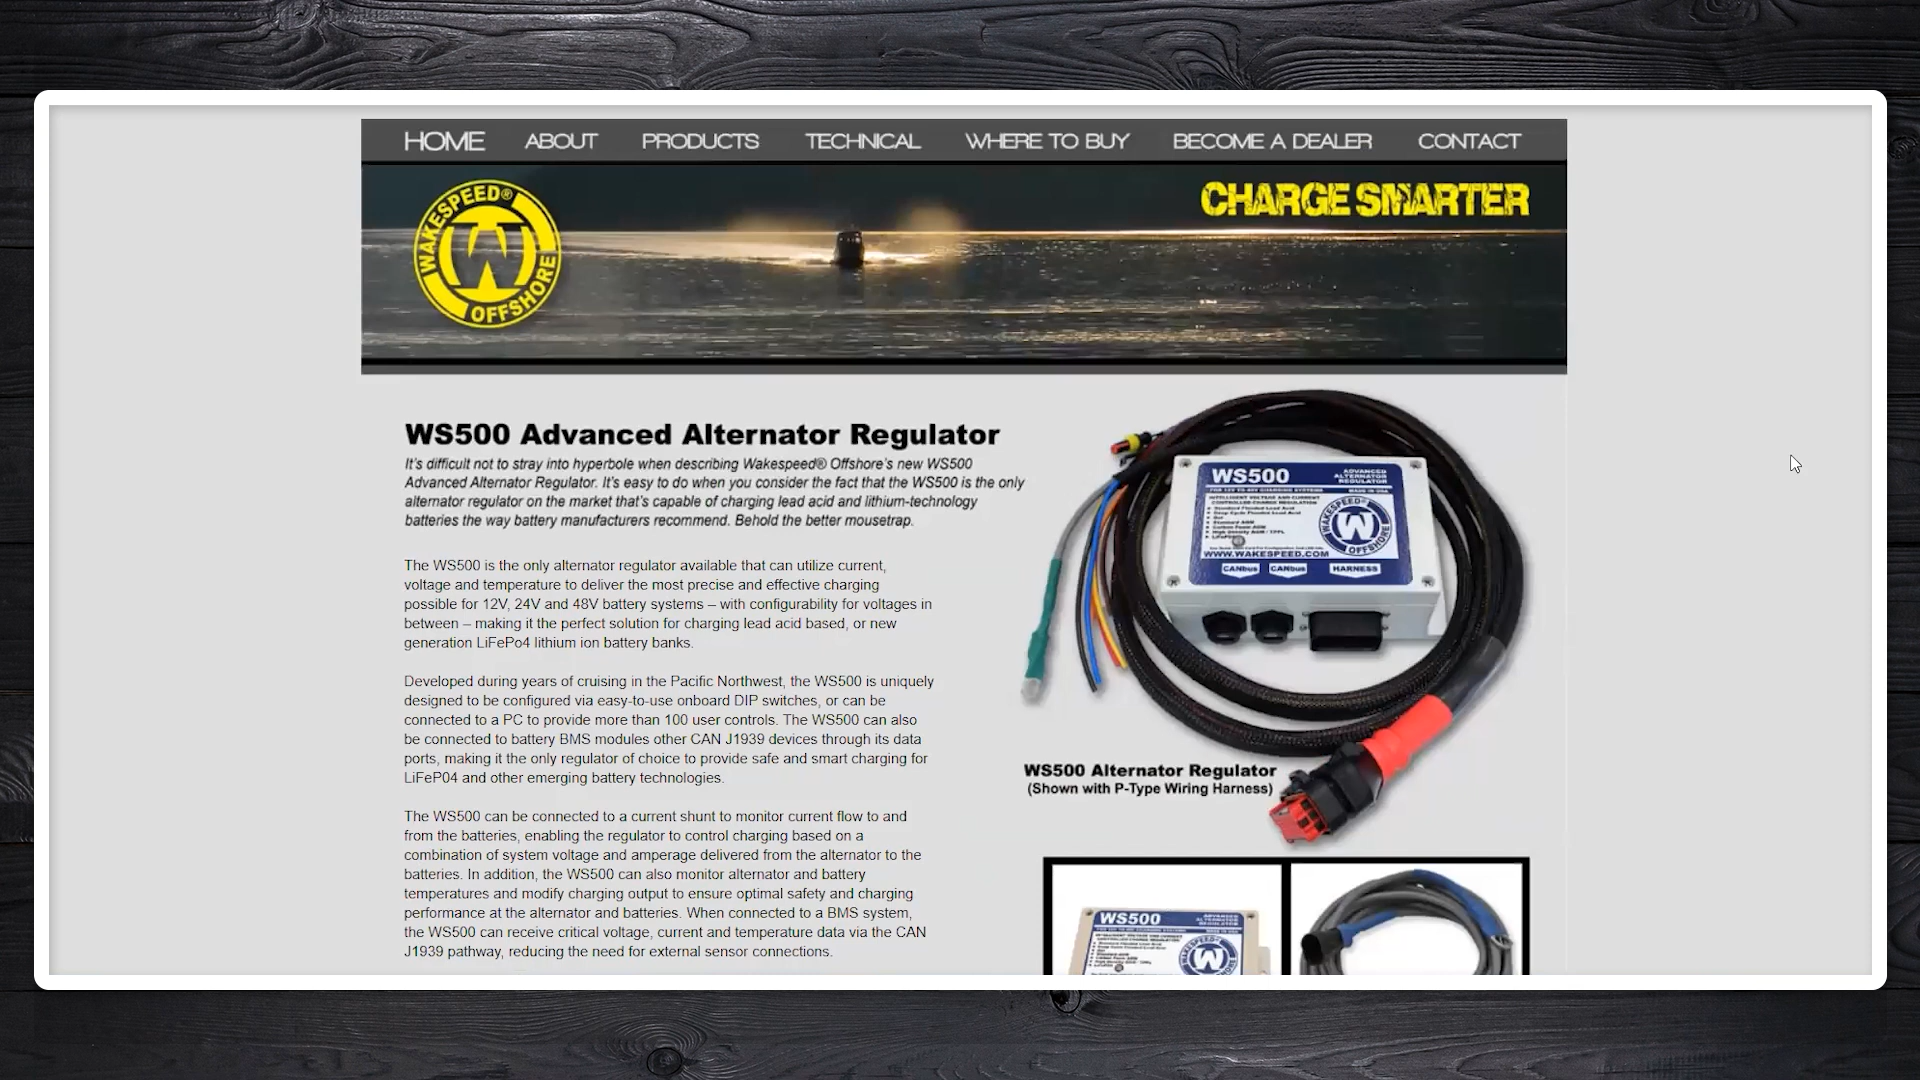 HOME ABOUT PRODUCTS TECHNICAL WHERE TO BUY BECOME A DEALER CONTACT
WAKESPEED®
OFFSHORE
CHARGE SMARTER
WS500 Advanced Alternator Regulator
It's difficult not to stray into hyperbole when describing Wakespeed® Offshore's new WS500
Advanced Alternator Regulator. It's easy to do when you consider the fact that the WS500 is the only
alternator regulator on the market that's capable of charging lead acid and lithium-technology
batteries the way battery manufacturers recommend. Behold the better mousetrap.
The WS500 is the only alternator regulator available that can utilize current,
voltage and temperature to deliver the most precise and effective charging
possible for 12V, 24V and 48V battery systems – with configurability for voltages in
between – making it the perfect solution for charging lead acid based, or new
generation LiFePo4 lithium ion battery banks.
Developed during years of cruising in the Pacific Northwest, the WS500 is uniquely
designed to be configured via easy-to-use onboard DIP switches, or can be
connected to a PC to provide more than 100 user controls. The WS500 can also
be connected to battery BMS modules other CAN J1939 devices through its data
ports, making it the only regulator of choice to provide safe and smart charging for
LiFeP04 and other emerging battery technologies.
The WS500 can be connected to a current shunt to monitor current flow to and
from the batteries, enabling the regulator to control charging based on a
combination of system voltage and amperage delivered from the alternator to the
batteries. In addition, the WS500 can also monitor alternator and battery
temperatures and modify charging output to ensure optimal safety and charging
performance at the alternator and batteries. When connected to a BMS system,
the WS500 can receive critical voltage, current and temperature data via the CAN
J1939 pathway, reducing the need for external sensor connections.
WS500
ADVANCED
ALTERNATOR
REGULATOR
INTELLIGENT VOLTAGE AND CURRENT
CONTROLLED CHARGE REGULATION
WAKESPEED
OFFSHORE
WWW.WAKESPEED.COM
CANbus CANbus HARNESS
WS500 Alternator Regulator
(Shown with P-Type Wiring Harness)
WS500
ADVANCED
ALTERNATOR
REGULATOR